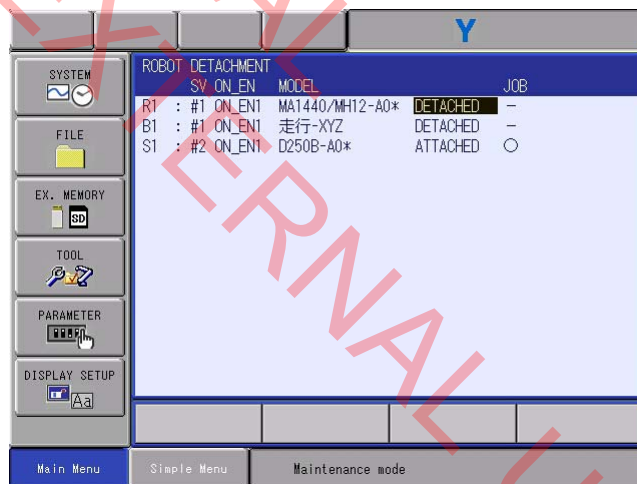 Y
ROBOT DETACHMENT
SV ON_EN MODEL JOB
R1 : #1 ON_EN1 MA1440/MH12-A0* DETACHED –
B1 : #1 ON_EN1 走行-XYZ DETACHED –
S1 : #2 ON_EN1 D250B-A0* ATTACHED ○
SYSTEM
FILE
EX. MEMORY
SD
TOOL
PARAMETER
DISPLAY SETUP
Aa
Main Menu
Simple Menu
Maintenance mode